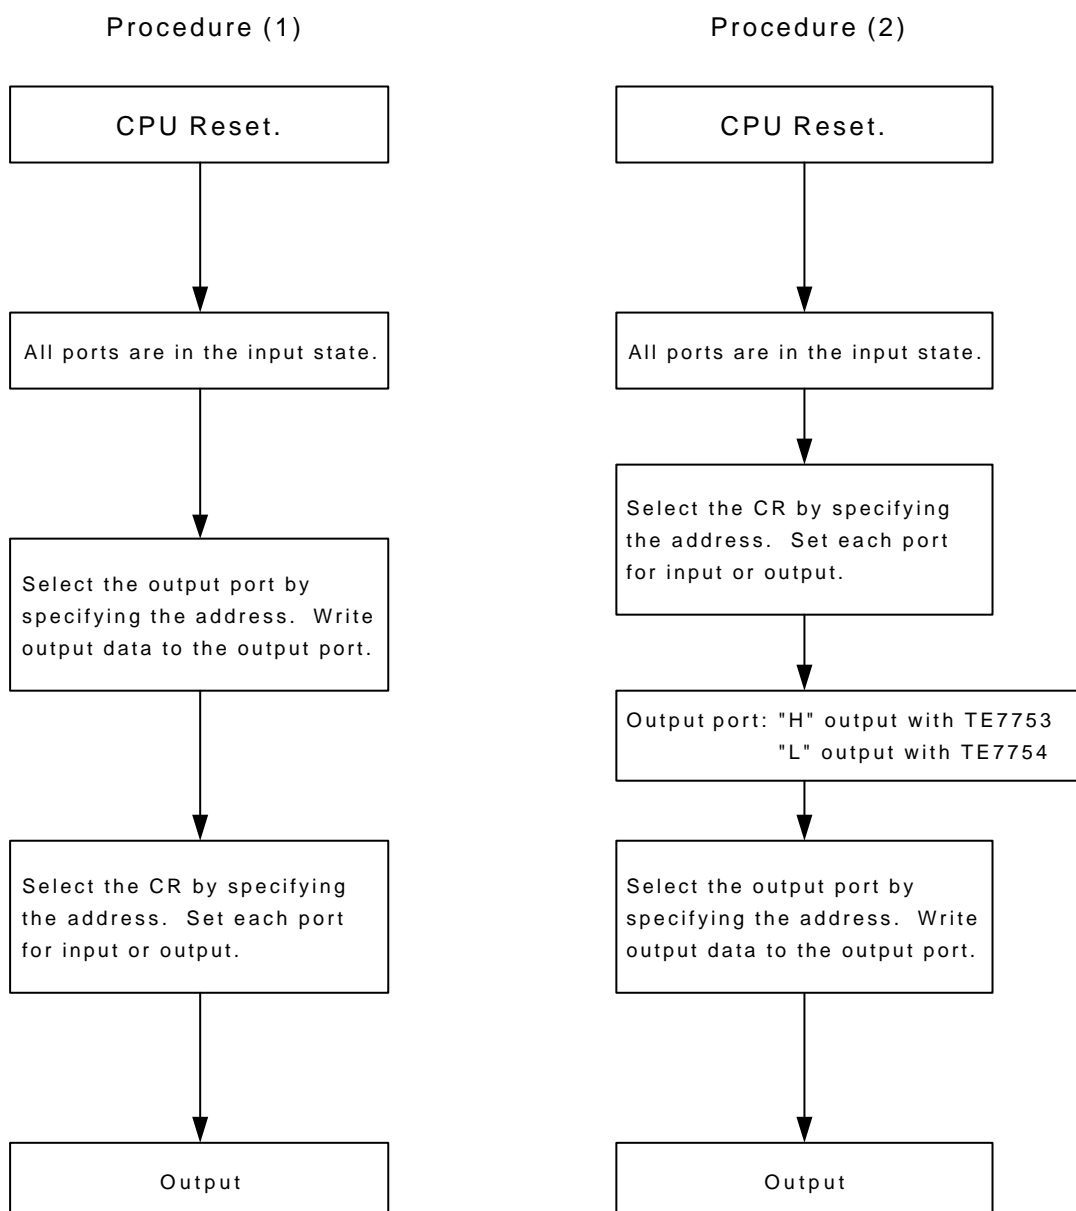 Procedure (1)
CPU Reset.
All ports are in the input state.
Select the output port by
specifying the address.  Write
output data to the output port.
Select the CR by specifying
the address.  Set each port
for input or output.
Output
Procedure (2)
CPU Reset.
All ports are in the input state.
Select the CR by specifying
the address.  Set each port
for input or output.
Output port: "H" output with TE7753
"L" output with TE7754
Select the output port by
specifying the address.  Write
output data to the output port.
Output